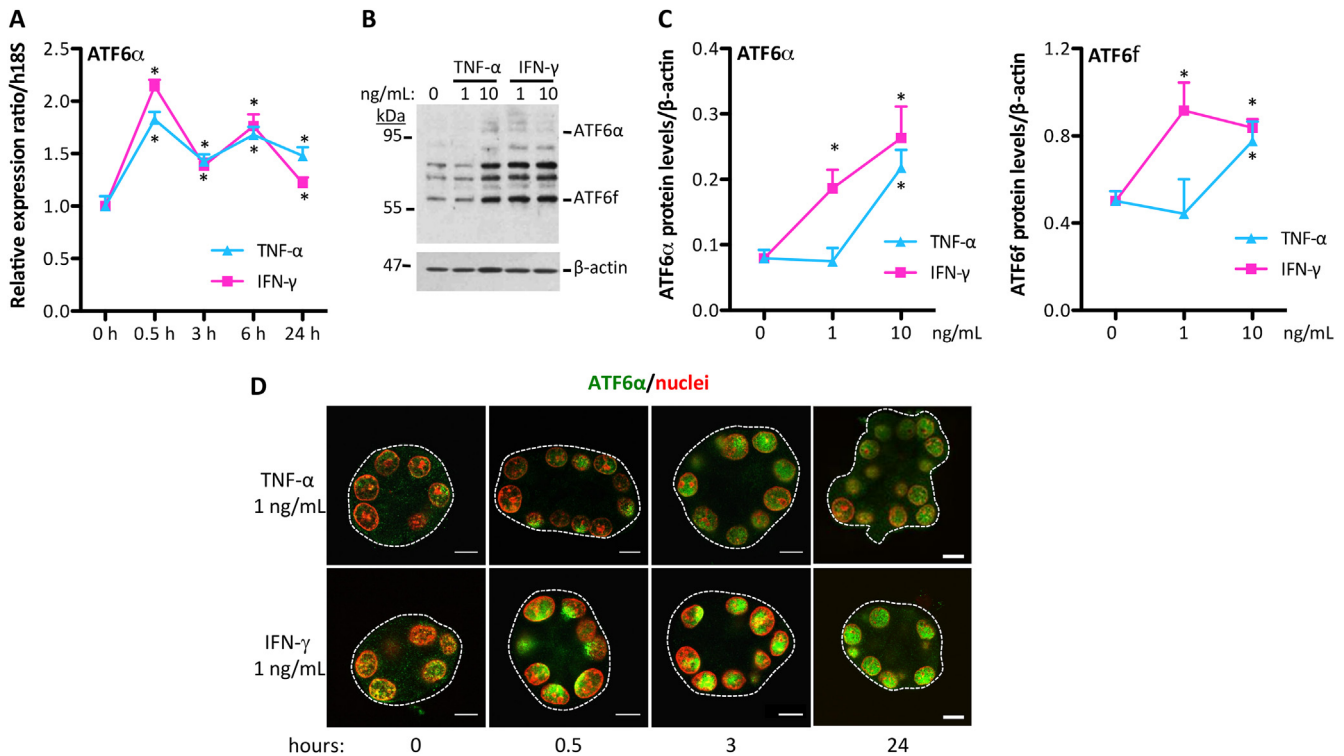 A
ATF6α
Relative expression ratio/h18S
2.5
2.0
1.5
1.0
0.5
0.0
* * * * * * * *
TNF-α
IFN-γ
0 h 0.5 h 3 h 6 h 24 h
B
TNF-α IFN-γ
ng/mL: 0 1 10 1 10
kDa
95
ATF6α
55
ATF6f
47
β-actin
C
ATF6α
ATF6α protein levels/β-actin
0.4
0.3
0.2
0.1
0.0
* * *
TNF-α
IFN-γ
0 1 10 ng/mL
ATF6f
ATF6f protein levels/β-actin
1.2
0.8
0.4
0.0
* * *
TNF-α
IFN-γ
0 1 10 ng/mL
D
ATF6α/nuclei
TNF-α
1 ng/mL
IFN-γ
1 ng/mL
hours: 0 0.5 3 24